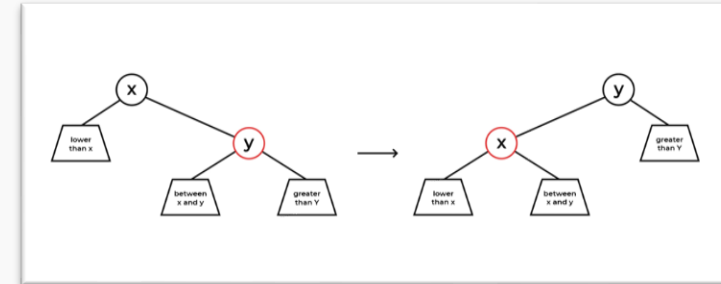 x
y
lower
than x
y
x
greater
than Y
between
x and y
greater
than Y
lower
than x
between
x and y